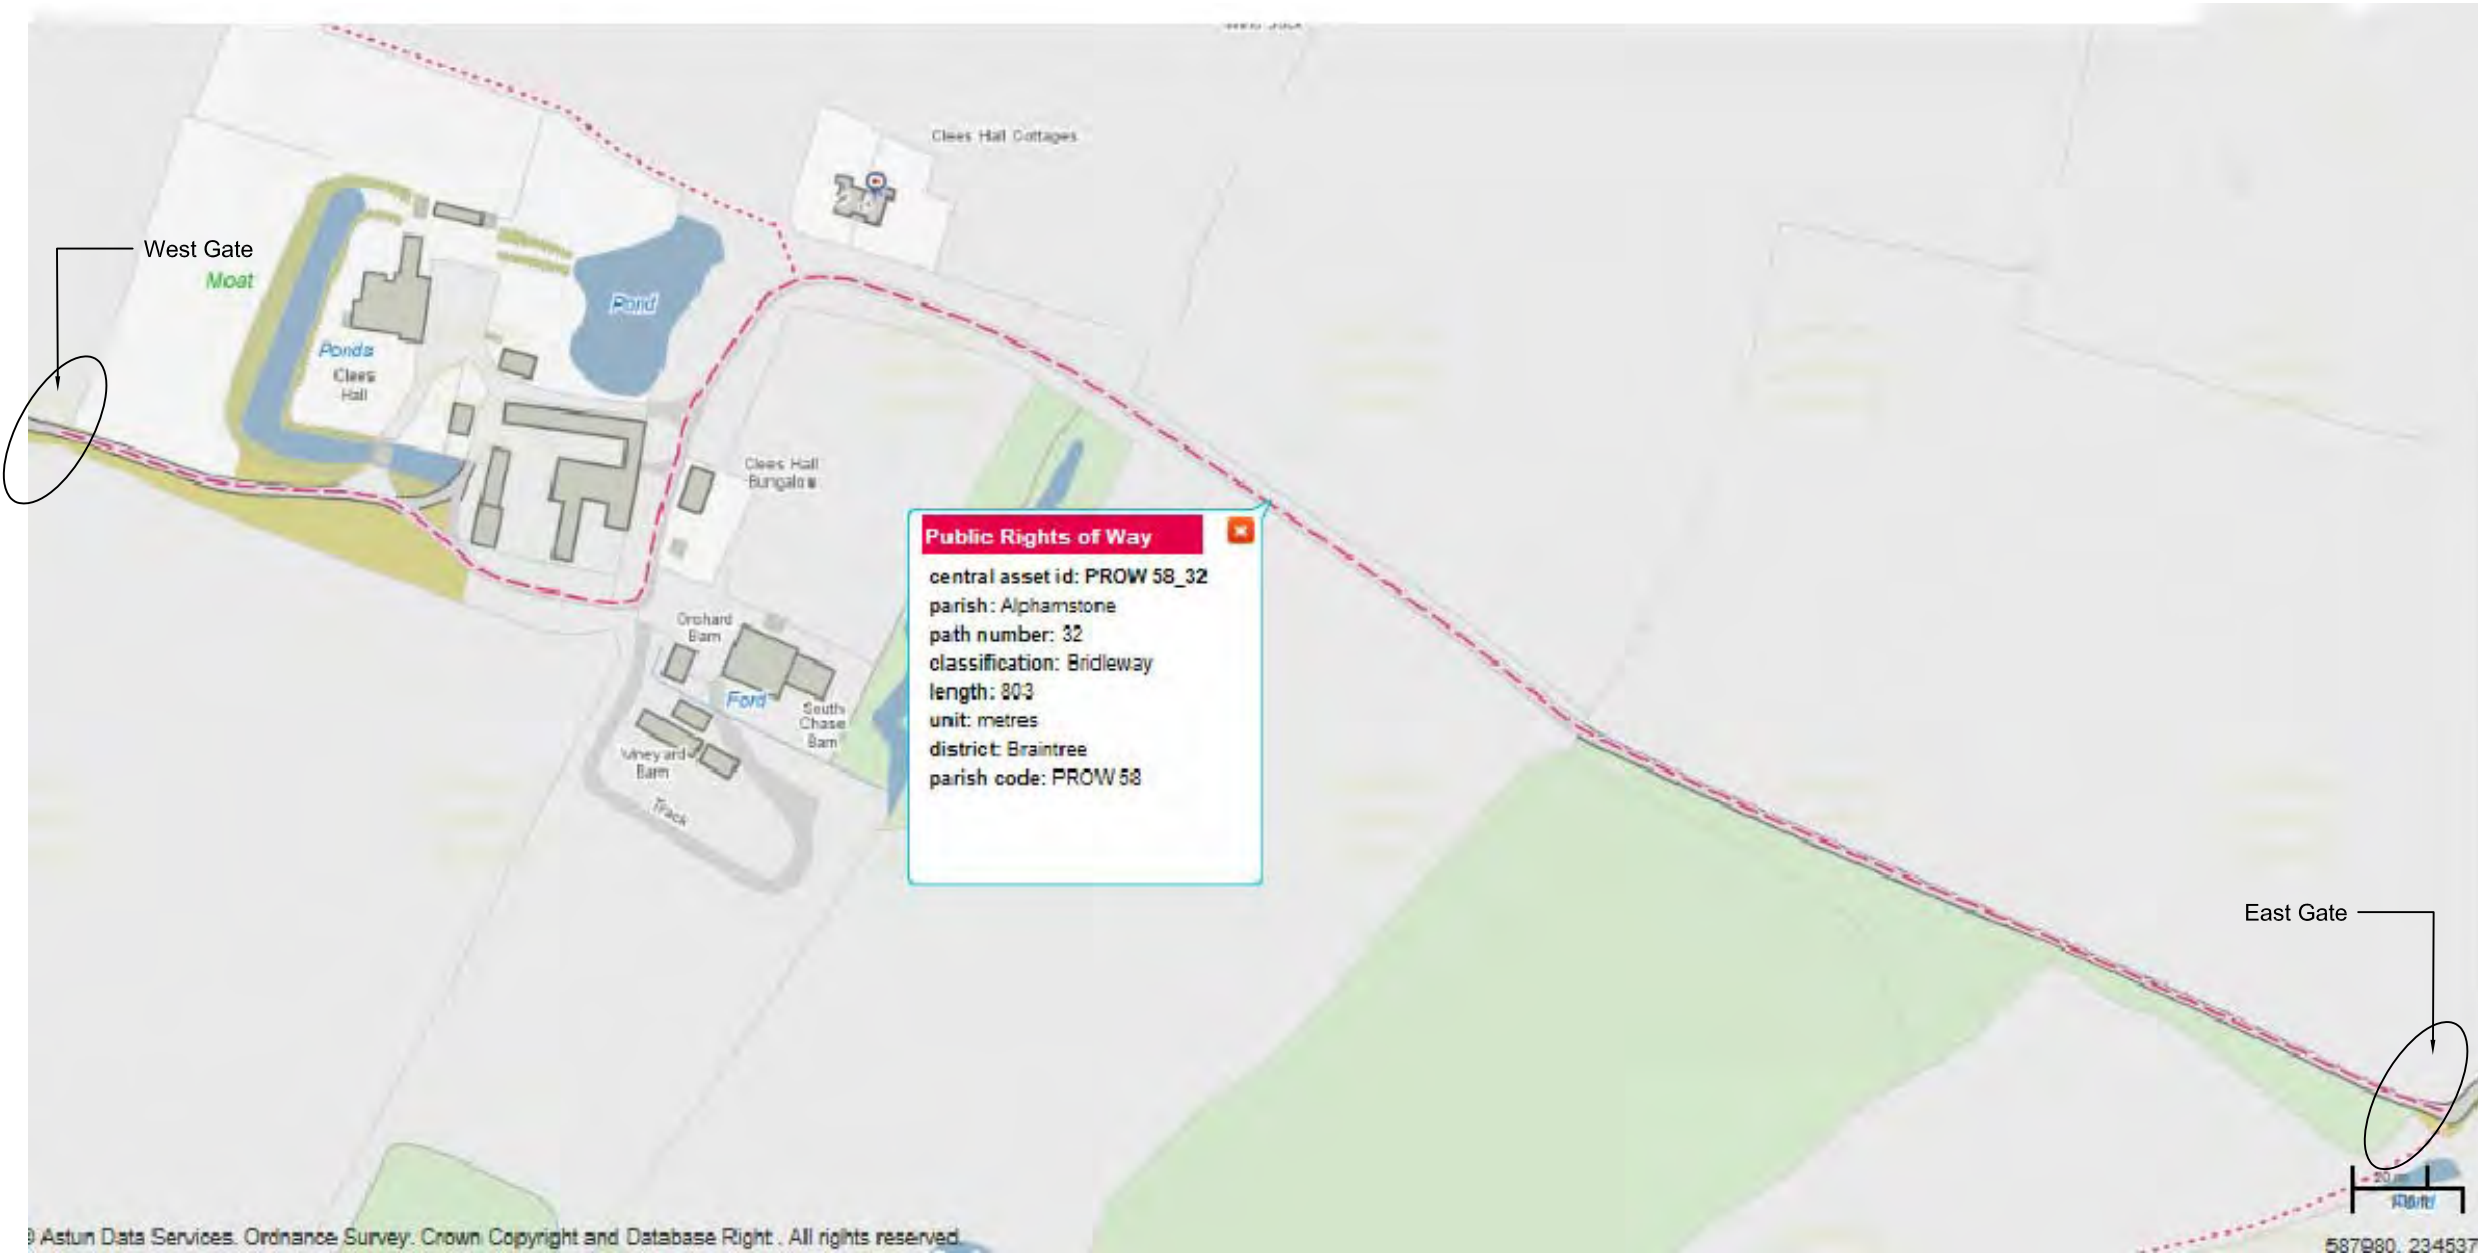 Clees Hall Cottages
West Gate
Moat
Pond
Ponds
Clees
Hall
Clees Hall
Bungalow
Public Rights of Way
central asset id: PROW 58_32
parish: Alphamstone
path number: 32
classification: Bridleway
length: 803
unit: metres
district: Braintree
parish code: PROW 58
Orchard
Barn
Ford
South
Chase
Barn
Vineyard
Barn
Track
East Gate
20 m
© Astun Data Services. Ordnance Survey. Crown Copyright and Database Right . All rights reserved.
587980, 234537